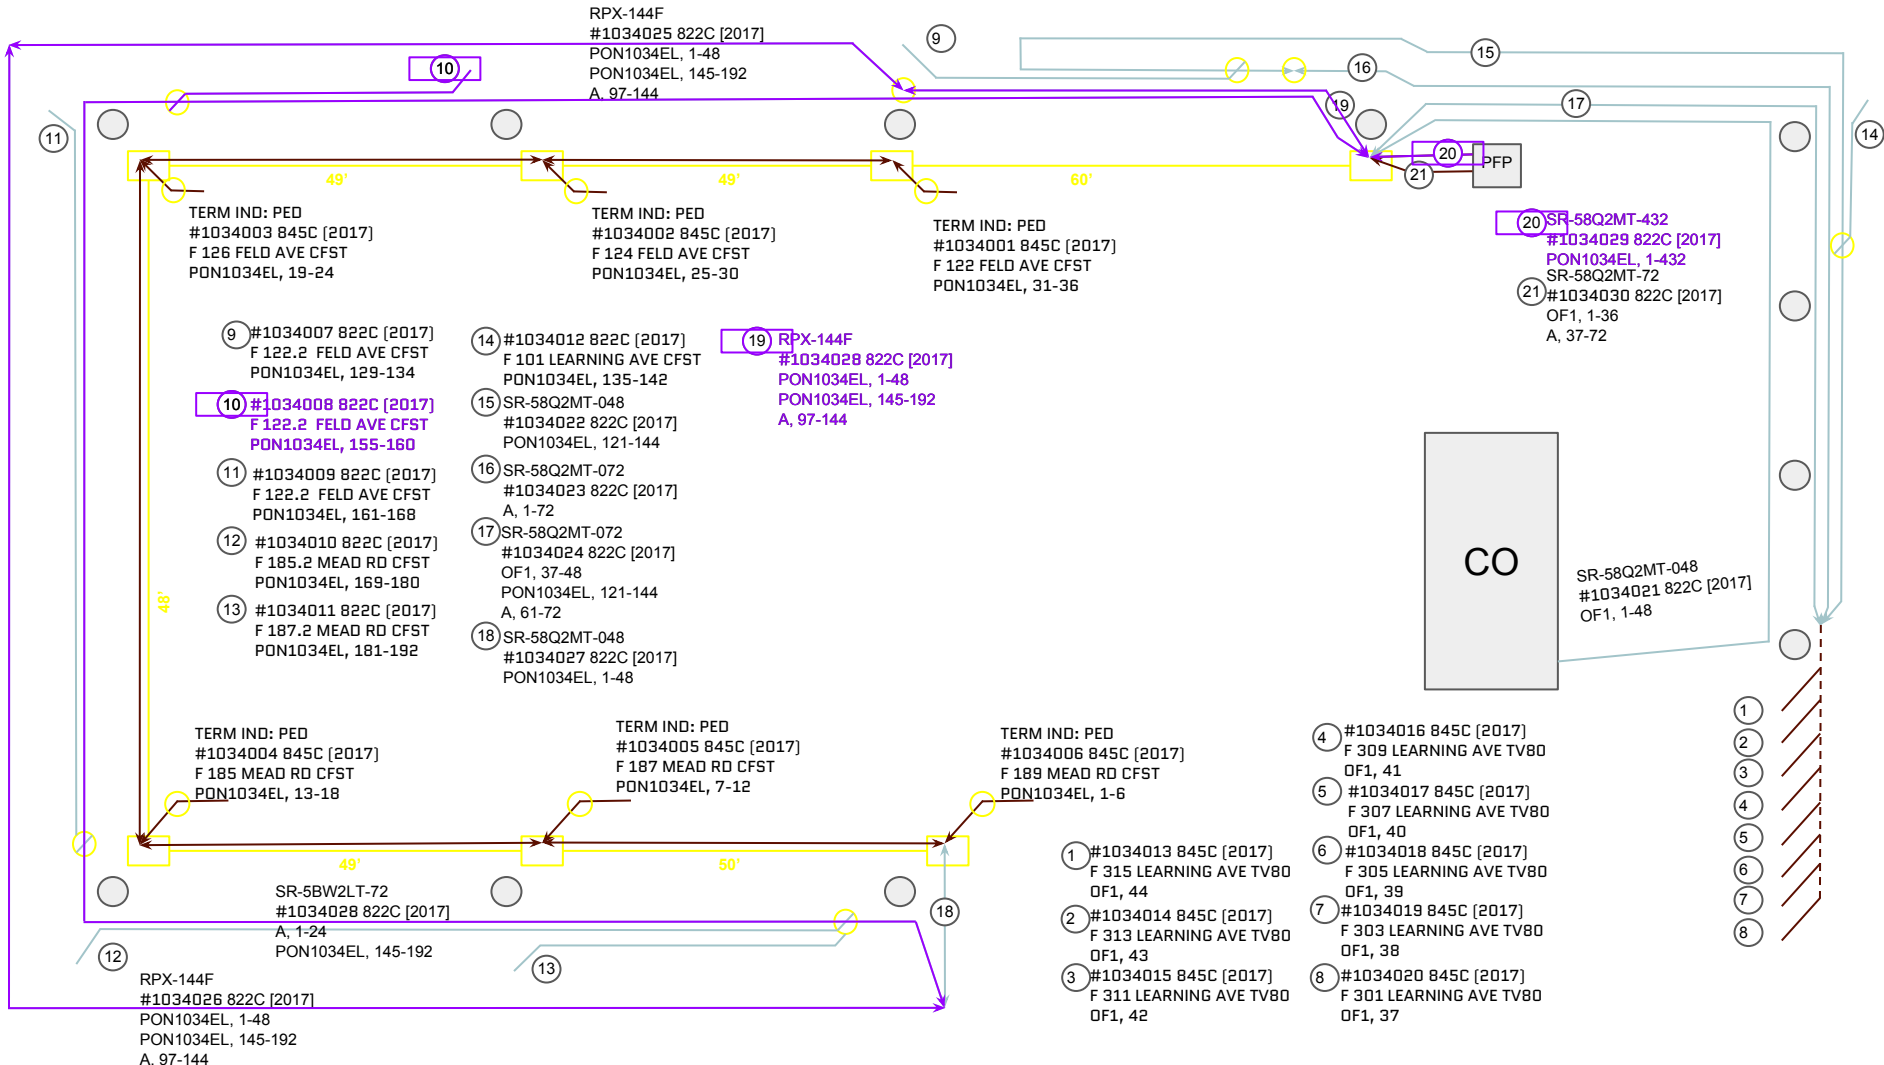 RPX-144F
#1034025 822C [2017]
PON1034EL, 1-48
PON1034EL, 145-192
A, 97-144
9
10
15
16
17
19
11
14
20
PFP
21
49'
49'
60'
TERM IND: PED
#1034003 845C (2017)
F 126 FELD AVE CFST
PON1034EL, 19-24
TERM IND: PED
#1034002 845C (2017)
F 124 FELD AVE CFST
PON1034EL, 25-30
TERM IND: PED
#1034001 845C (2017)
F 122 FELD AVE CFST
PON1034EL, 31-36
20
SR-58Q2MT-432
#1034029 822C [2017]
PON1034EL, 1-432
21
SR-58Q2MT-72
#1034030 822C [2017]
OF1, 1-36
A, 37-72
9
#1034007 822C (2017)
F 122.2 FELD AVE CFST
PON1034EL, 129-134
10
#1034008 822C (2017)
F 122.2 FELD AVE CFST
PON1034EL, 155-160
11
#1034009 822C (2017)
F 122.2 FELD AVE CFST
PON1034EL, 161-168
12
#1034010 822C (2017)
F 185.2 MEAD RD CFST
PON1034EL, 169-180
13
#1034011 822C (2017)
F 187.2 MEAD RD CFST
PON1034EL, 181-192
14
#1034012 822C (2017)
F 101 LEARNING AVE CFST
PON1034EL, 135-142
15
SR-58Q2MT-048
#1034022 822C [2017]
PON1034EL, 121-144
16
SR-58Q2MT-072
#1034023 822C [2017]
A, 1-72
17
SR-58Q2MT-072
#1034024 822C [2017]
OF1, 37-48
PON1034EL, 121-144
A, 61-72
18
SR-58Q2MT-048
#1034027 822C [2017]
PON1034EL, 1-48
19
RPX-144F
#1034028 822C [2017]
PON1034EL, 1-48
PON1034EL, 145-192
A, 97-144
48'
CO
SR-58Q2MT-048
#1034021 822C [2017]
OF1, 1-48
TERM IND: PED
#1034004 845C (2017)
F 185 MEAD RD CFST
PON1034EL, 13-18
TERM IND: PED
#1034005 845C (2017)
F 187 MEAD RD CFST
PON1034EL, 7-12
TERM IND: PED
#1034006 845C (2017)
F 189 MEAD RD CFST
PON1034EL, 1-6
49'
50'
4
#1034016 845C (2017)
F 309 LEARNING AVE TV80
OF1, 41
5
#1034017 845C (2017)
F 307 LEARNING AVE TV80
OF1, 40
6
#1034018 845C (2017)
F 305 LEARNING AVE TV80
OF1, 39
7
#1034019 845C (2017)
F 303 LEARNING AVE TV80
OF1, 38
8
#1034020 845C (2017)
F 301 LEARNING AVE TV80
OF1, 37
1
#1034013 845C (2017)
F 315 LEARNING AVE TV80
OF1, 44
2
#1034014 845C (2017)
F 313 LEARNING AVE TV80
OF1, 43
3
#1034015 845C (2017)
F 311 LEARNING AVE TV80
OF1, 42
1
2
3
4
5
6
7
8
SR-5BW2LT-72
#1034028 822C [2017]
A, 1-24
PON1034EL, 145-192
12
13
18
RPX-144F
#1034026 822C [2017]
PON1034EL, 1-48
PON1034EL, 145-192
A, 97-144